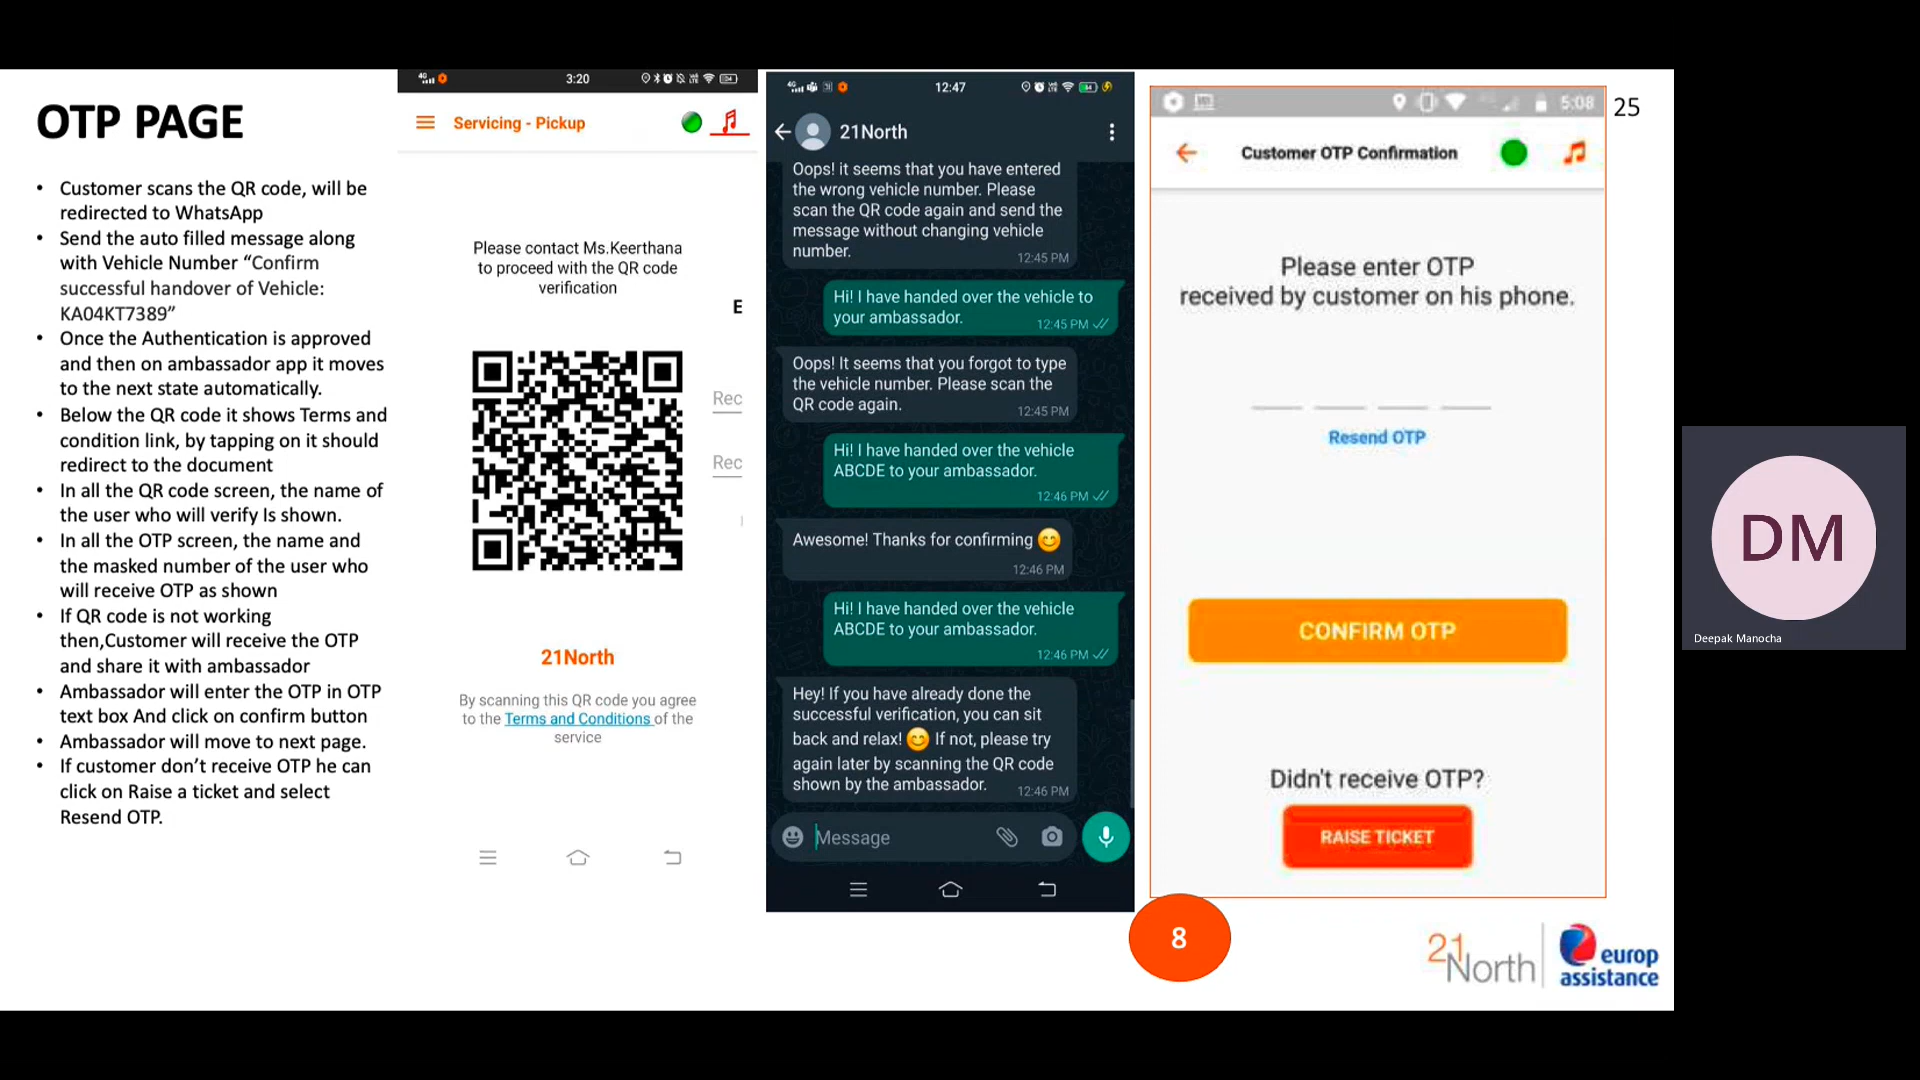 OTP PAGE
• Customer scans the QR code, will be
redirected to WhatsApp
• Send the auto filled message along
with Vehicle Number “Confirm
successful handover of Vehicle:
KA04KT7389”
• Once the Authentication is approved
and then on ambassador app it moves
to the next state automatically.
• Below the QR code it shows Terms and
condition link, by tapping on it should
redirect to the document
• In all the QR code screen, the name of
the user who will verify Is shown.
• In all the OTP screen, the name and
the masked number of the user who
will receive OTP as shown
• If QR code is not working
then,Customer will receive the OTP
and share it with ambassador
• Ambassador will enter the OTP in OTP
text box And click on confirm button
• Ambassador will move to next page.
• If customer don’t receive OTP he can
click on Raise a ticket and select
Resend OTP.
4G
3:20
Servicing - Pickup
Please contact Ms.Keerthana
to proceed with the QR code
verification
E
Rec
Rec
21North
By scanning this QR code you agree
to the Terms and Conditions of the
service
4G
12:47
21North
Oops! it seems that you have entered
the wrong vehicle number. Please
scan the QR code again and send the
message without changing vehicle
number.
12:45 PM
Hi! I have handed over the vehicle to
your ambassador.
12:45 PM
Oops! It seems that you forgot to type
the vehicle number. Please scan the
QR code again.
12:45 PM
Hi! I have handed over the vehicle
ABCDE to your ambassador.
12:46 PM
Awesome! Thanks for confirming 😊
12:46 PM
Hi! I have handed over the vehicle
ABCDE to your ambassador.
12:46 PM
Hey! If you have already done the
successful verification, you can sit
back and relax! 😊 If not, please try
again later by scanning the QR code
shown by the ambassador.
12:46 PM
Message
5:08
Customer OTP Confirmation
Please enter OTP
received by customer on his phone.
Resend OTP
CONFIRM OTP
Didn't receive OTP?
RAISE TICKET
25
8
21North
europ
assistance
DM
Deepak Manocha